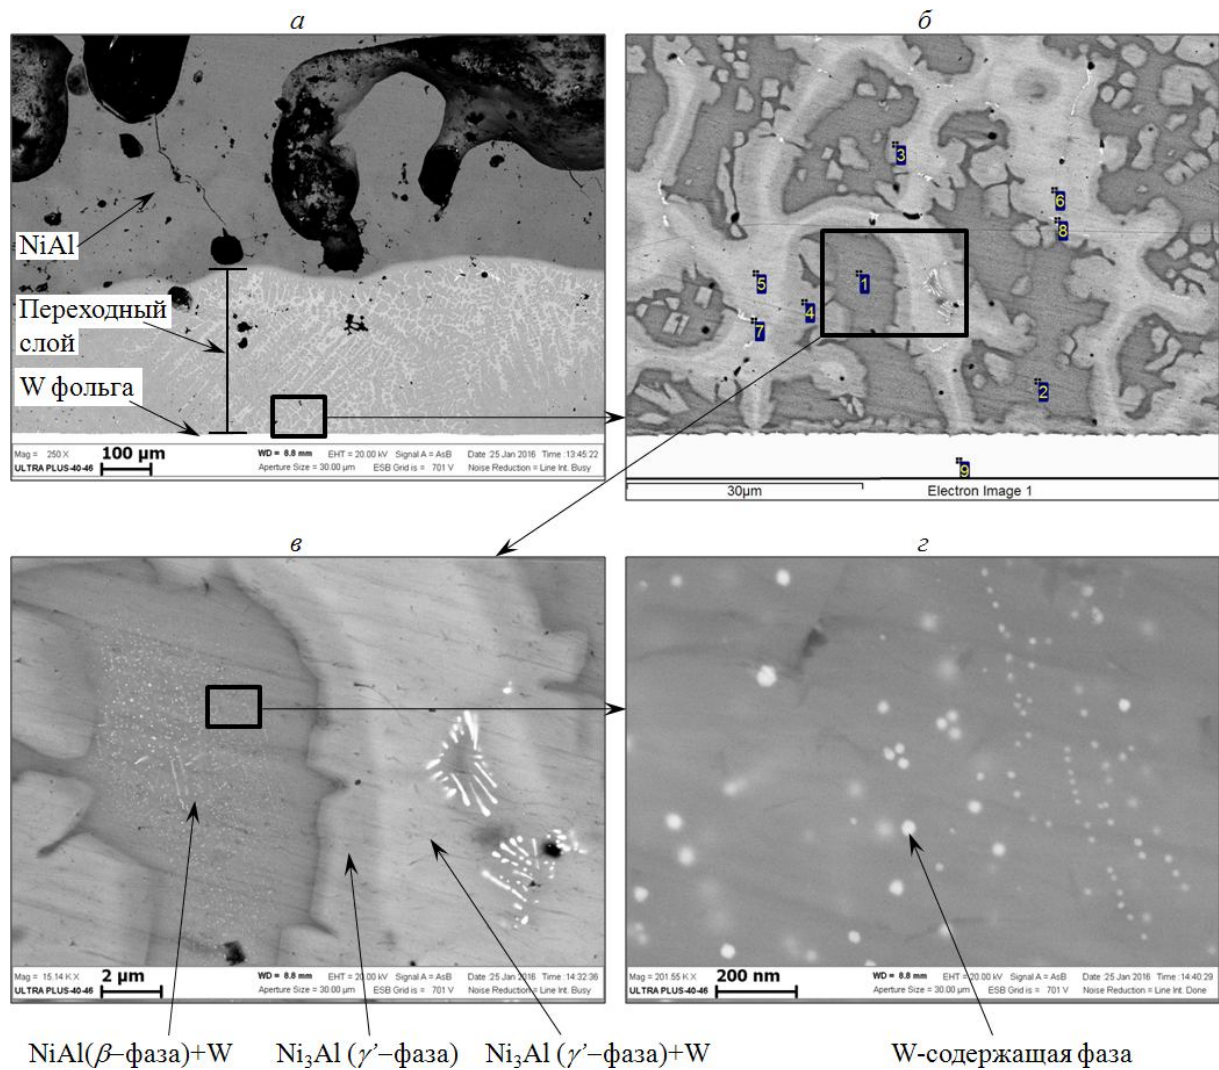 а
б
NiAl
Переходный
слой
W фольга
Mag = 250 X
100 µm
WD = 8.8 mm
EHT = 20.00 kV
Signal A = AsB
Date :25 Jan 2016
Time :13:45:22
ULTRA PLUS-40-46
Aperture Size = 30.00 µm
ESB Grid is = 701 V
Noise Reduction = Line Int. Busy
3
6
8
5
1
4
7
2
9
30µm
Electron Image 1
в
г
Mag = 15.14 K X
2 µm
WD = 8.8 mm
EHT = 20.00 kV
Signal A = AsB
Date :25 Jan 2016
Time :14:32:36
ULTRA PLUS-40-46
Aperture Size = 30.00 µm
ESB Grid is = 701 V
Noise Reduction = Line Int. Busy
Mag = 201.55 K X
200 nm
WD = 8.8 mm
EHT = 20.00 kV
Signal A = AsB
Date :25 Jan 2016
Time :14:40:29
ULTRA PLUS-40-46
Aperture Size = 30.00 µm
ESB Grid is = 701 V
Noise Reduction = Line Int. Done
NiAl(β–фаза)+W
Ni₃Al (γ’–фаза)
Ni₃Al (γ’–фаза)+W
W-содержащая фаза